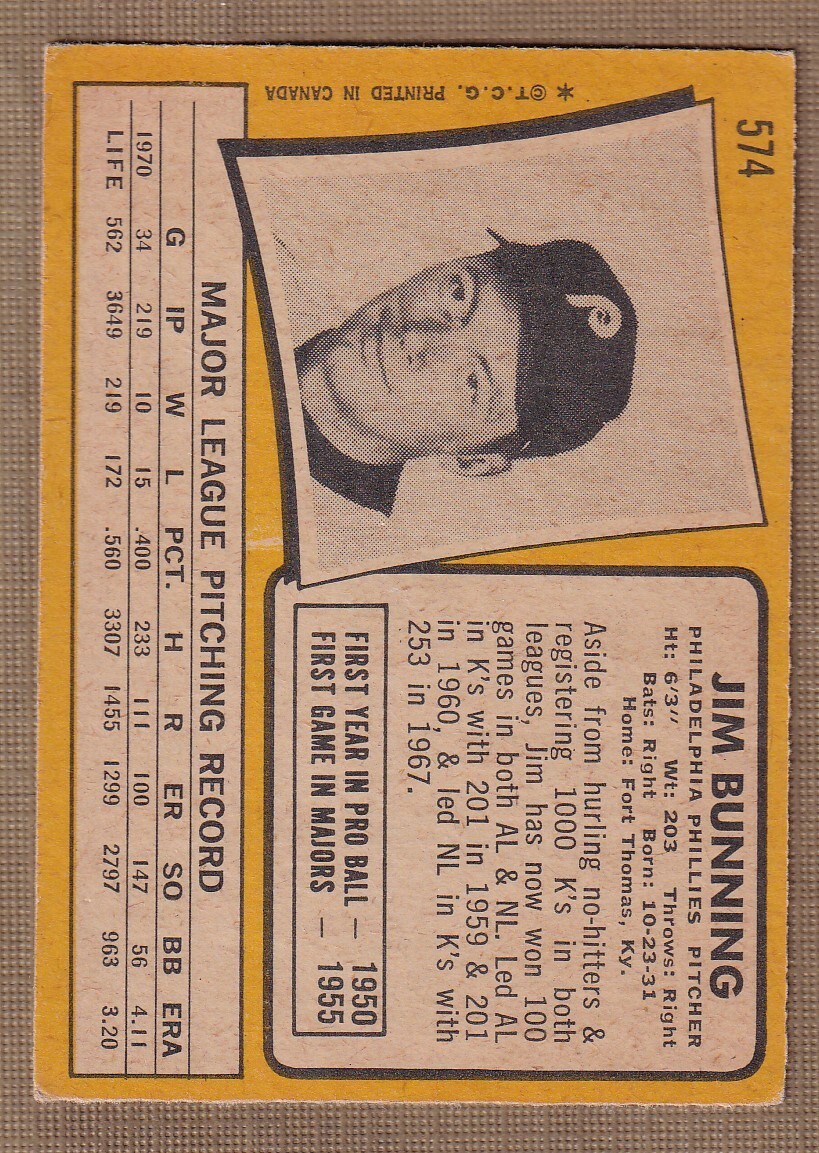 574
JIM BUNNING
PHILADELPHIA PHILLIES PITCHER
Ht: 6'3" Wt: 203 Throws: Right
Bats: Right Born: 10-23-31
Home: Fort Thomas, Ky.
Aside from hurling no-hitters &
registering 1000 K's in both
leagues, Jim has now won 100
games in both AL & NL. Led AL
in K's with 201 in 1959 & 201
in 1960, & led NL in K's with
253 in 1967.
FIRST YEAR IN PRO BALL — 1950
FIRST GAME IN MAJORS — 1955
P
MAJOR LEAGUE PITCHING RECORD
G IP W L PCT. H R ER SO BB ERA
1970 34 219 10 15 .400 233 111 100 147 56 4.11
LIFE 562 3649 219 172 .560 3307 1455 1299 2797 963 3.20
* ©T.C.G. PRINTED IN CANADA